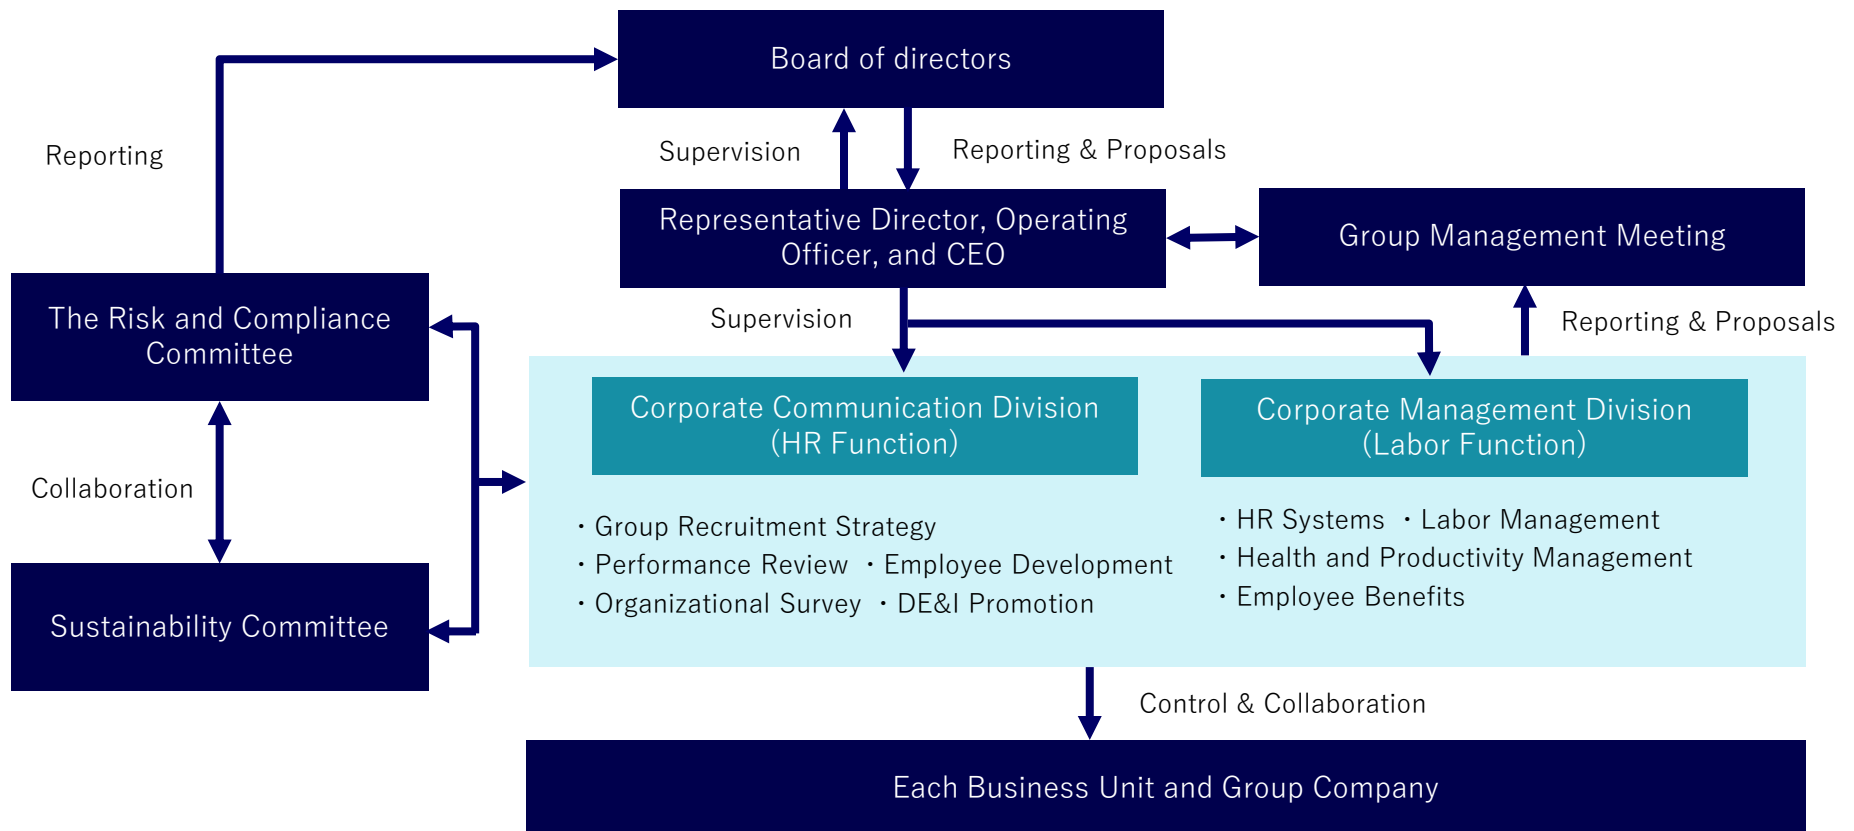 Board of directors
Reporting
Supervision
Reporting & Proposals
Representative Director, Operating
Officer, and CEO
Group Management Meeting
The Risk and Compliance
Committee
Supervision
Reporting & Proposals
Corporate Communication Division
(HR Function)
Corporate Management Division
(Labor Function)
Collaboration
・Group Recruitment Strategy
・Performance Review ・Employee Development
・Organizational Survey ・DE&I Promotion
・HR Systems ・Labor Management
・Health and Productivity Management
・Employee Benefits
Sustainability Committee
Control & Collaboration
Each Business Unit and Group Company